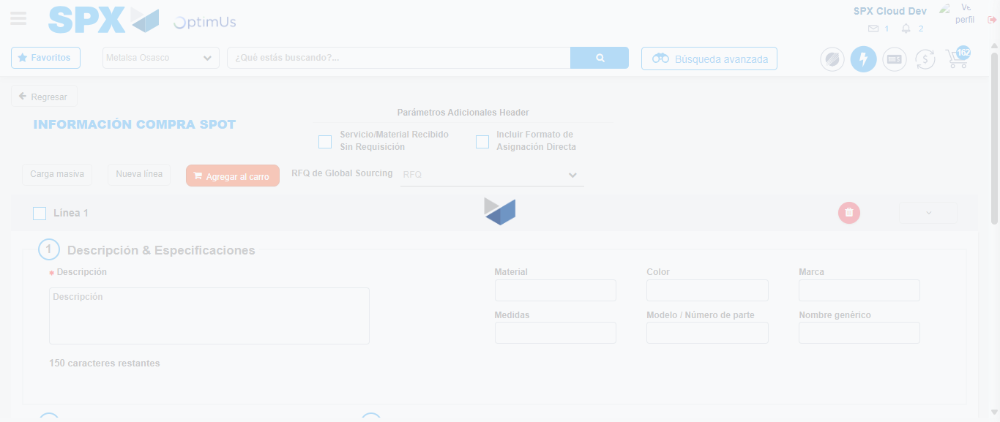 SPX
OptimUs
SPX Cloud Dev
Ve
perfil
1
2
Favoritos
Metalsa Osasco
¿Qué estás buscando?...
Búsqueda avanzada
$
162
Regresar
INFORMACIÓN COMPRA SPOT
Parámetros Adicionales Header
Servicio/Material Recibido
Sin Requisición
Incluir Formato de
Asignación Directa
Carga masiva
Nueva línea
Agregar al carro
RFQ de Global Sourcing
RFQ
Linea 1
1
Descripción & Especificaciones
* Descripción
Descripción
150 caracteres restantes
Material
Color
Marca
Medidas
Modelo / Número de parte
Nombre genérico